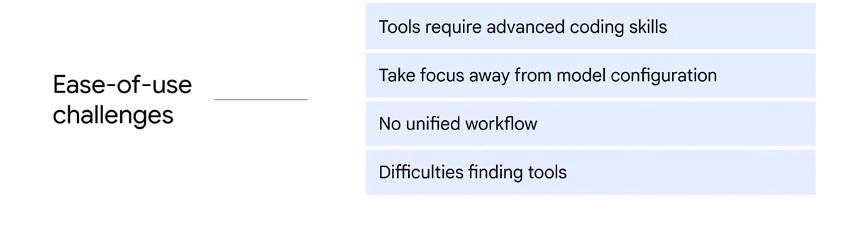 Ease-of-use
challenges
Tools require advanced coding skills
Take focus away from model configuration
No unified workflow
Difficulties finding tools